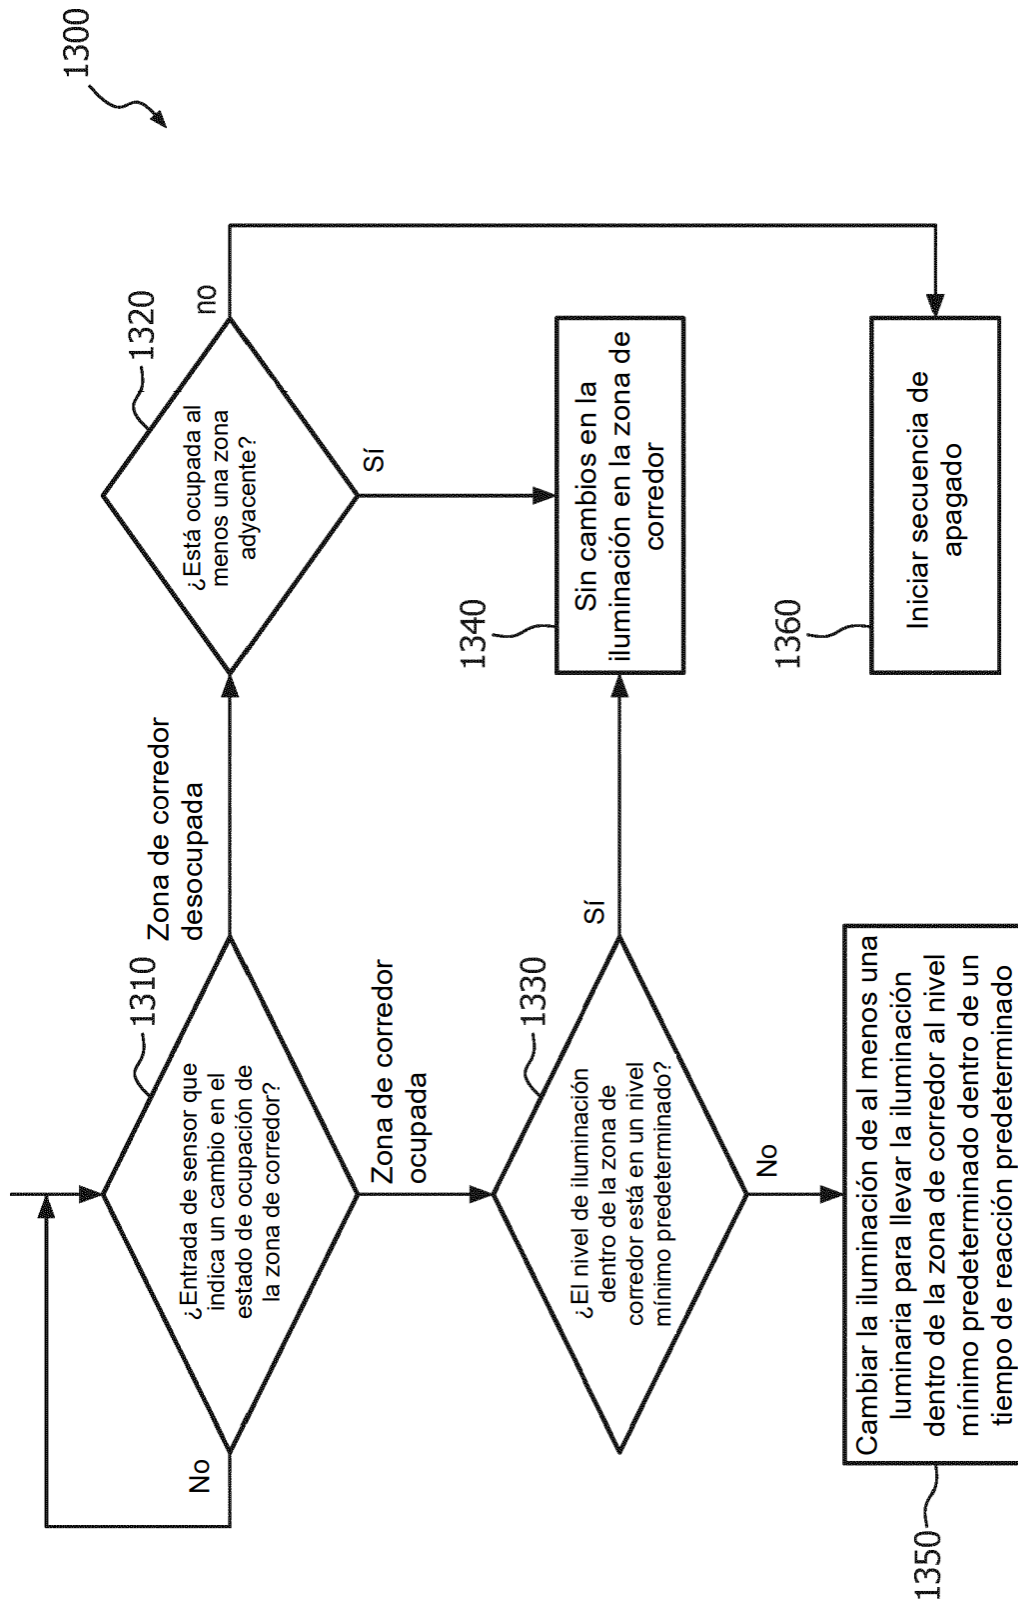 1300
1310
¿Entrada de sensor que
indica un cambio en el
estado de ocupación de
la zona de corredor?
No
Zona de corredor
desocupada
1320
¿Está ocupada al
menos una zona
adyacente?
no
Sí
Zona de corredor
ocupada
1330
¿El nivel de iluminación
dentro de la zona de
corredor está en un nivel
mínimo predeterminado?
Sí
No
1340
Sin cambios en la
iluminación en la zona de
corredor
1350
Cambiar la iluminación de al menos una
luminaria para llevar la iluminación
dentro de la zona de corredor al nivel
mínimo predeterminado dentro de un
tiempo de reacción predeterminado
1360
Iniciar secuencia de
apagado